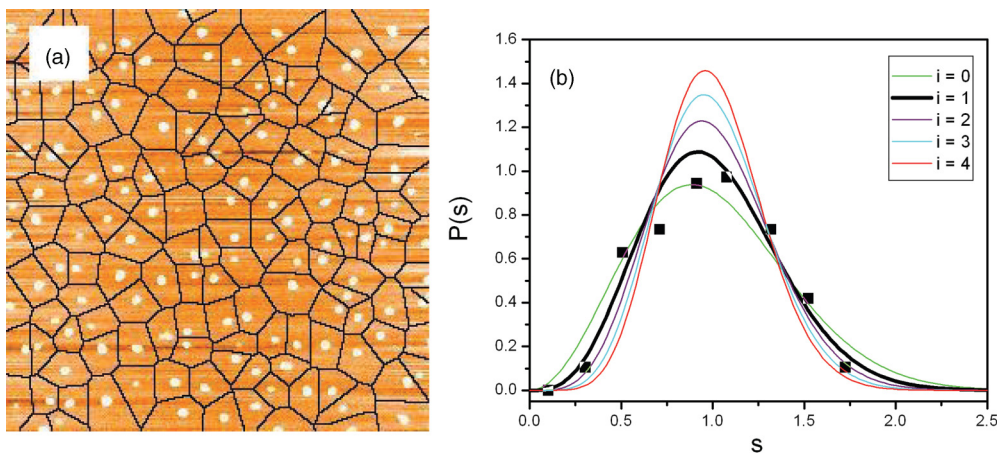 (a)
(b)
P(s)
1.6
1.4
1.2
1.0
0.8
0.6
0.4
0.2
0.0
i = 0
i = 1
i = 2
i = 3
i = 4
0.0 0.5 1.0 1.5 2.0 2.5
s